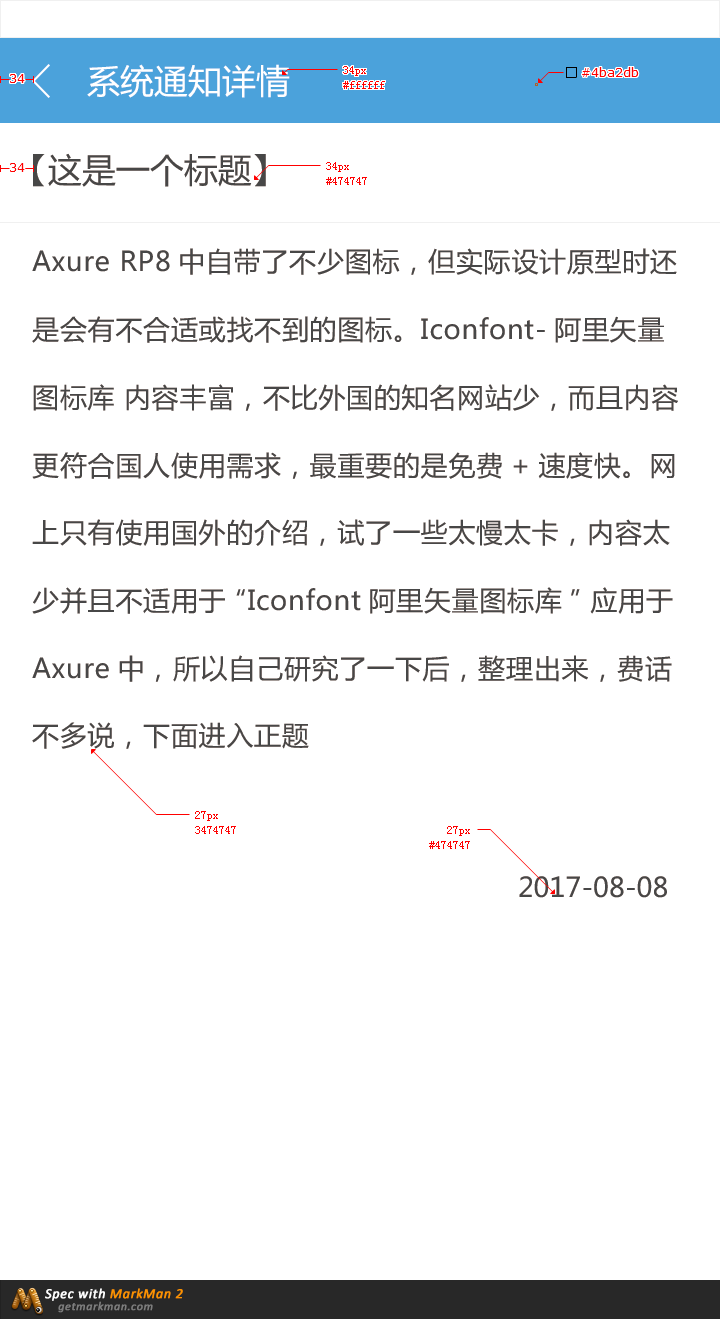 34
系统通知详情
34px
#ffffff
#4ba2db
34
【这是一个标题】
34px
#474747
Axure RP8 中自带了不少图标，但实际设计原型时还
是会有不合适或找不到的图标。Iconfont- 阿里矢量
图标库 内容丰富，不比外国的知名网站少，而且内容
更符合国人使用需求，最重要的是免费 + 速度快。网
上只有使用国外的介绍，试了一些太慢太卡，内容太
少并且不适用于 “Iconfont 阿里矢量图标库 ” 应用于
Axure 中，所以自己研究了一下后，整理出来，费话
不多说，下面进入正题
27px
3474747
27px
#474747
2017-08-08
Spec with MarkMan 2
getmarkman.com